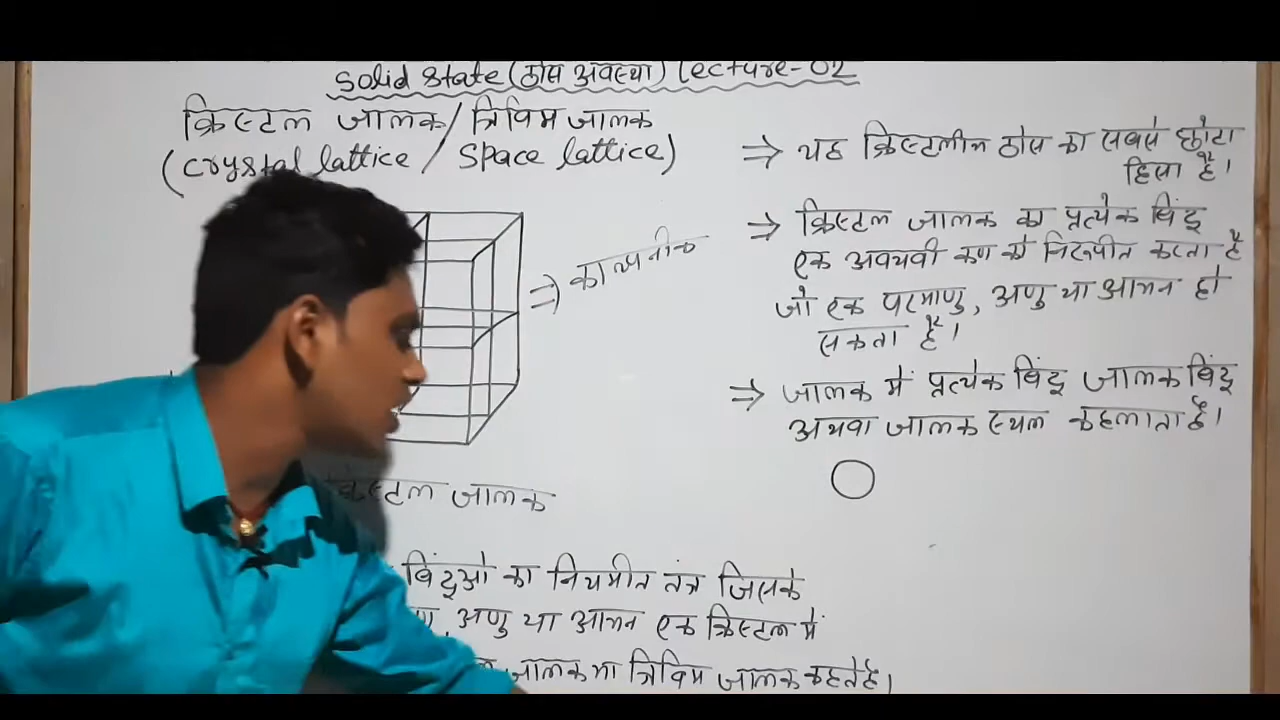 Solid State (ठोस अवस्था) Lecture-02
क्रिस्टल जालक/त्रिविम जालक
(Crystal lattice / Space lattice)
⇒ काल्पनीक
क्रिस्टल जालक
बिंदुओ का नियमीत तंत्र जिसके
अणु या आयन एक क्रिस्टल में
जालक या त्रिविम जालक कहते है।
⇒ यह क्रिस्टलीन ठोस का सबसे छोटा
हिसा है।
⇒ क्रिस्टल जालक का प्रत्येक बिंदु
एक अवयवी कण को निरूपीत करता है
जो एक परमाणु, अणु या आयन हो
सकता है।
⇒ जालक में प्रत्येक बिंदु जालक बिंदु
अथवा जालक स्थल कहलाता है।